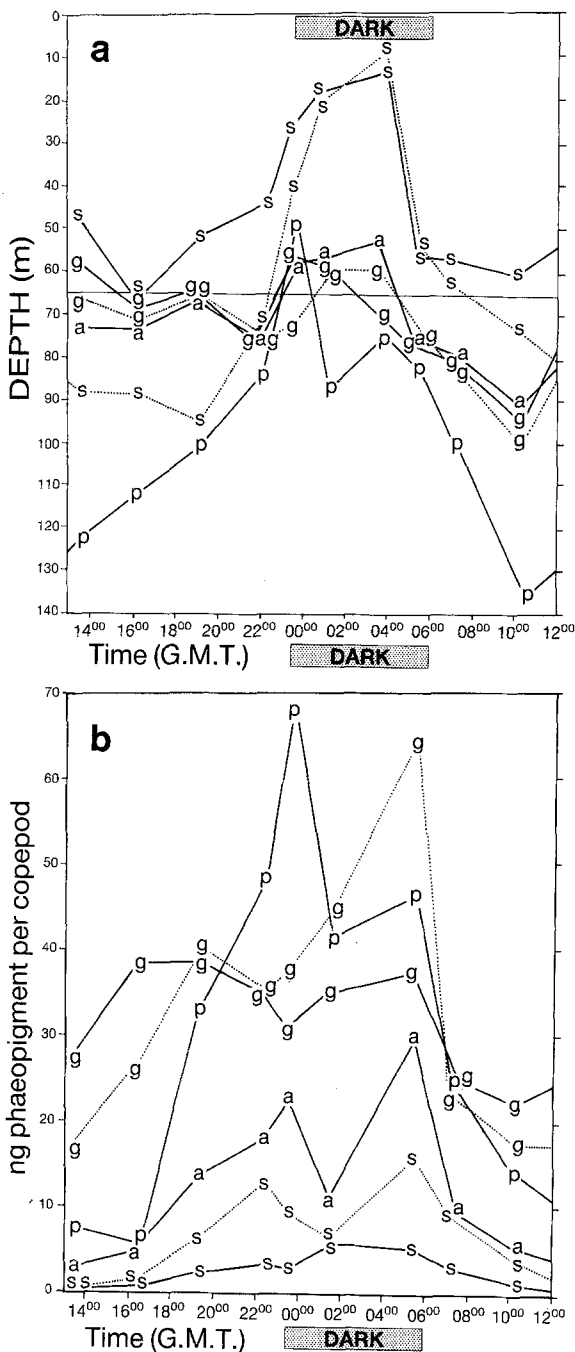 DARK
a
0
10
20
30
40
50
60
70
80
90
100
110
120
130
140
DEPTH (m)
14⁰⁰ 16⁰⁰ 18⁰⁰ 20⁰⁰ 22⁰⁰ 00⁰⁰ 02⁰⁰ 04⁰⁰ 06⁰⁰ 08⁰⁰ 10⁰⁰ 12⁰⁰
Time (G.M.T.)
DARK
b
70
60
50
40
30
20
10
0
ng phaeopigment per copepod
14⁰⁰ 16⁰⁰ 18⁰⁰ 20⁰⁰ 22⁰⁰ 00⁰⁰ 02⁰⁰ 04⁰⁰ 06⁰⁰ 08⁰⁰ 10⁰⁰ 12⁰⁰
Time (G.M.T.)
DARK